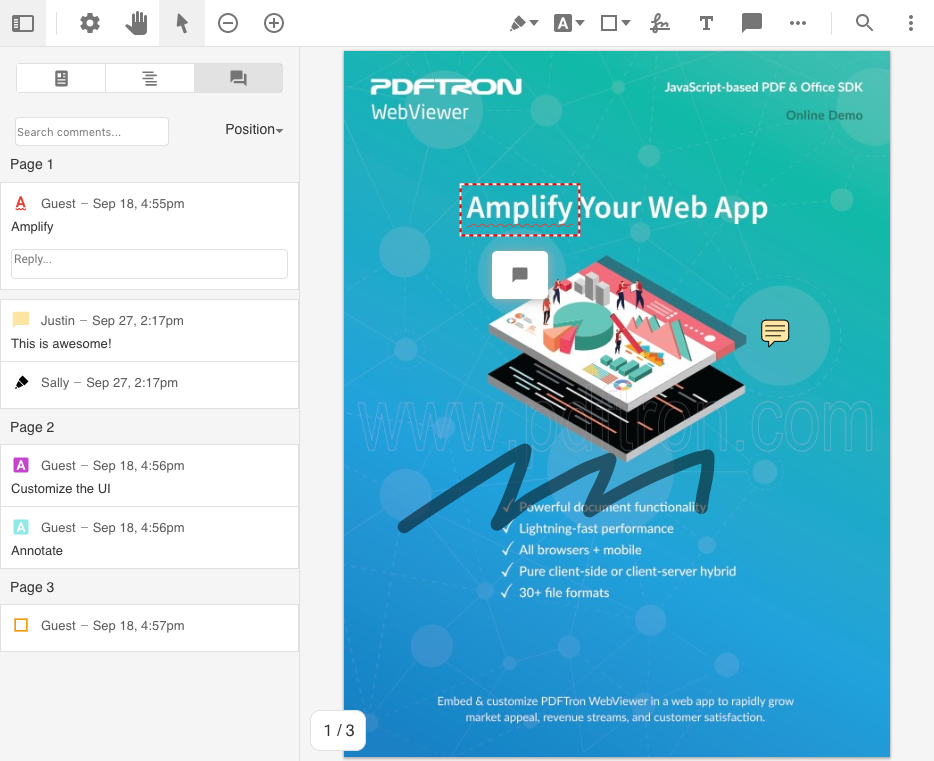 Search comments...
Position
Page 1
Guest – Sep 18, 4:55pm
Amplify
Reply...
Justin – Sep 27, 2:17pm
This is awesome!
Sally – Sep 27, 2:17pm
Page 2
A Guest – Sep 18, 4:56pm
Customize the UI
A Guest – Sep 18, 4:56pm
Annotate
Page 3
Guest – Sep 18, 4:57pm
A
T
PDFTRON
WebViewer
JavaScript-based PDF & Office SDK
Online Demo
Amplify Your Web App
www.pdftron.com
✓ Powerful document functionality
✓ Lightning-fast performance
✓ All browsers + mobile
✓ Pure client-side or client-server hybrid
✓ 30+ file formats
Embed & customize PDFTron WebViewer in a web app to rapidly grow
market appeal, revenue streams, and customer satisfaction.
1 / 3